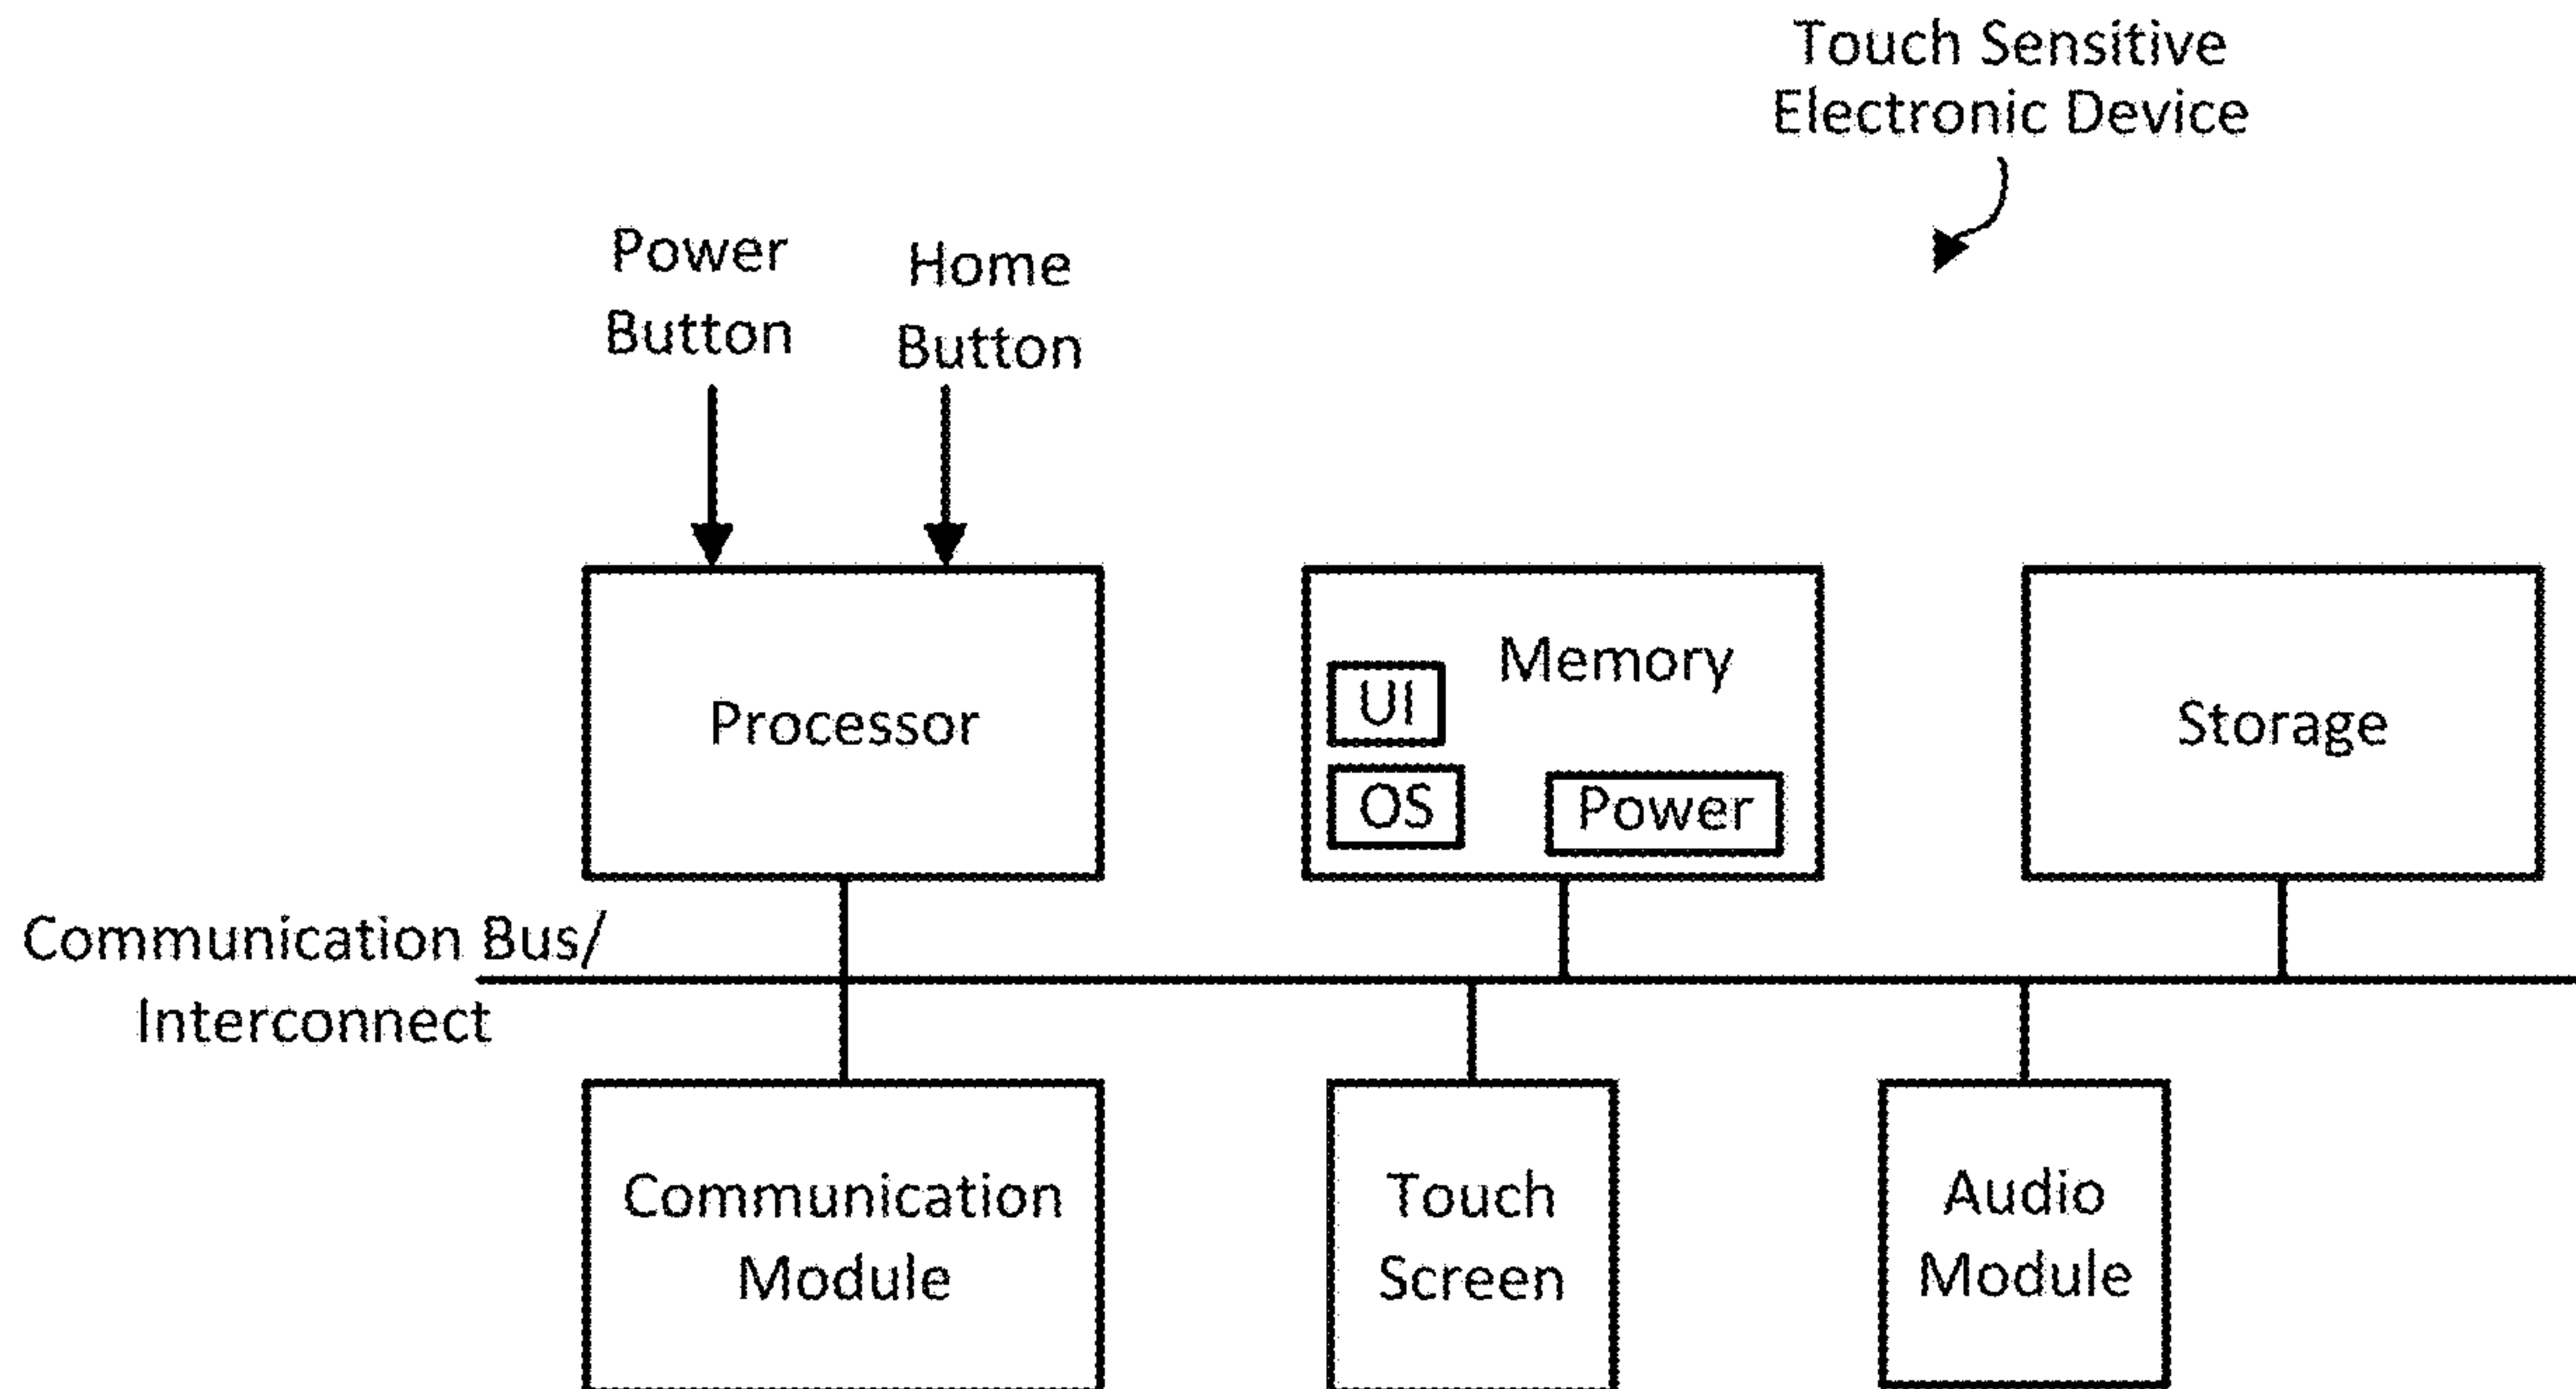 Touch Sensitive
Electronic Device
Power
Button
Home
Button
Processor
Memory
UI
OS
Power
Storage
Communication Bus/
Interconnect
Communication
Module
Touch
Screen
Audio
Module